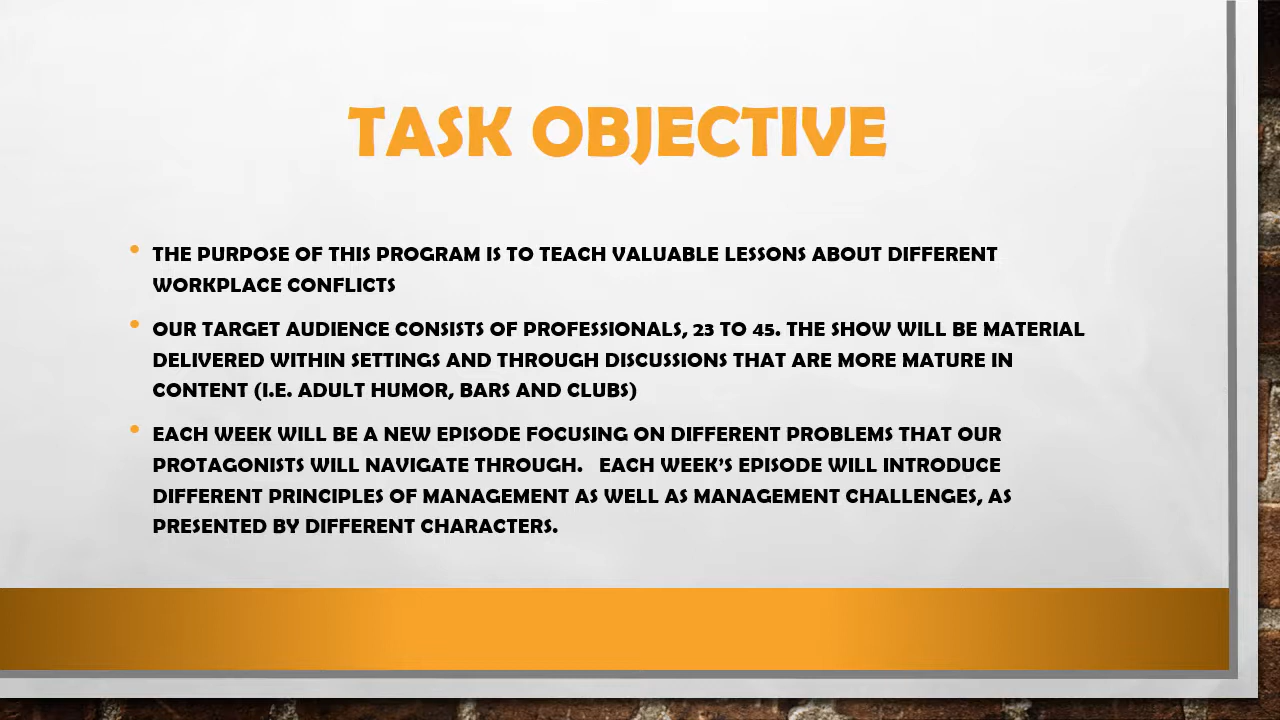 TASK OBJECTIVE
• THE PURPOSE OF THIS PROGRAM IS TO TEACH VALUABLE LESSONS ABOUT DIFFERENT
WORKPLACE CONFLICTS
• OUR TARGET AUDIENCE CONSISTS OF PROFESSIONALS, 23 TO 45. THE SHOW WILL BE MATERIAL
DELIVERED WITHIN SETTINGS AND THROUGH DISCUSSIONS THAT ARE MORE MATURE IN
CONTENT (I.E. ADULT HUMOR, BARS AND CLUBS)
• EACH WEEK WILL BE A NEW EPISODE FOCUSING ON DIFFERENT PROBLEMS THAT OUR
PROTAGONISTS WILL NAVIGATE THROUGH.   EACH WEEK’S EPISODE WILL INTRODUCE
DIFFERENT PRINCIPLES OF MANAGEMENT AS WELL AS MANAGEMENT CHALLENGES, AS
PRESENTED BY DIFFERENT CHARACTERS.